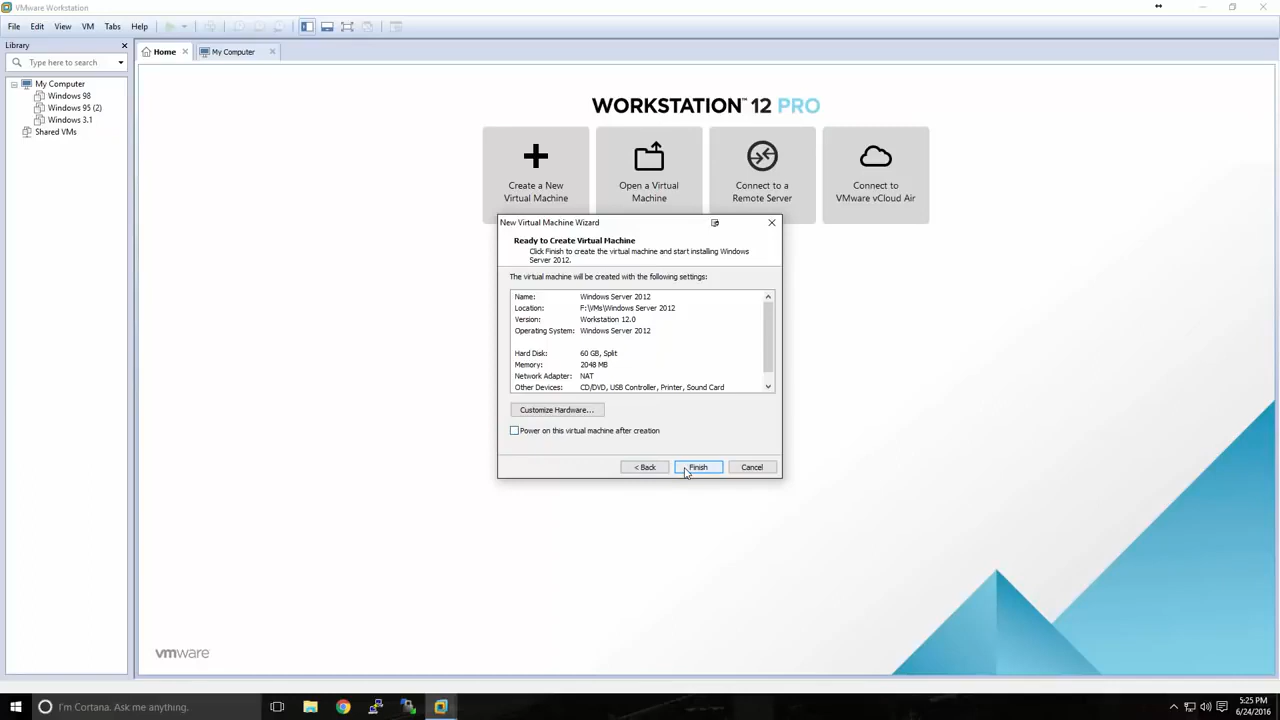 VMware Workstation
File Edit View VM Tabs Help
Library
Type here to search
My Computer
Windows 98
Windows 95 (2)
Windows 3.1
Shared VMs
Home
My Computer
WORKSTATION™ 12 PRO
Create a New
Virtual Machine
Open a Virtual
Machine
Connect to a
Remote Server
Connect to
VMware vCloud Air
New Virtual Machine Wizard
Ready to Create Virtual Machine
Click Finish to create the virtual machine and start installing Windows
Server 2012.
The virtual machine will be created with the following settings:
Name: Windows Server 2012
Location: F:\VMs\Windows Server 2012
Version: Workstation 12.0
Operating System: Windows Server 2012
Hard Disk: 60 GB, Split
Memory: 2048 MB
Network Adapter: NAT
Other Devices: CD/DVD, USB Controller, Printer, Sound Card
Customize Hardware...
Power on this virtual machine after creation
< Back Finish Cancel
vmware
I'm Cortana. Ask me anything.
5:25 PM
6/24/2016